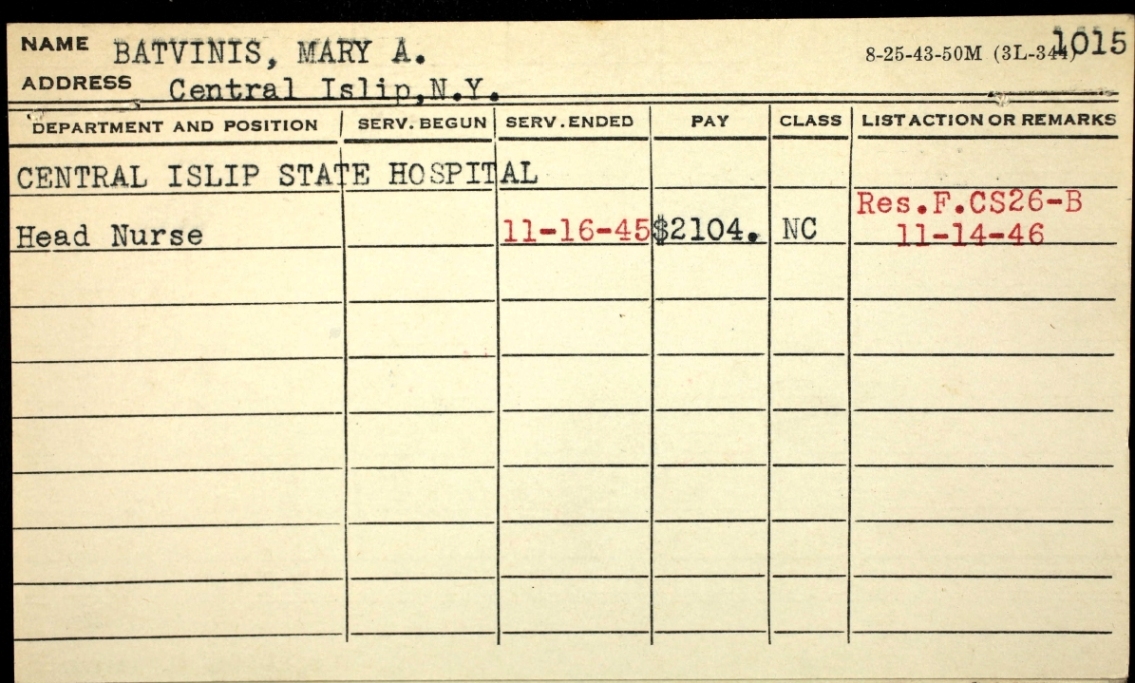 NAME BATVINIS, MARY A. 8-25-43-50M (3L-344) 1015
ADDRESS Central Islip,N.Y.
DEPARTMENT AND POSITION SERV. BEGUN SERV. ENDED PAY CLASS LIST ACTION OR REMARKS
CENTRAL ISLIP STATE HOSPITAL
Res.F.CS26-B
Head Nurse 11-16-45 $2104. NC 11-14-46